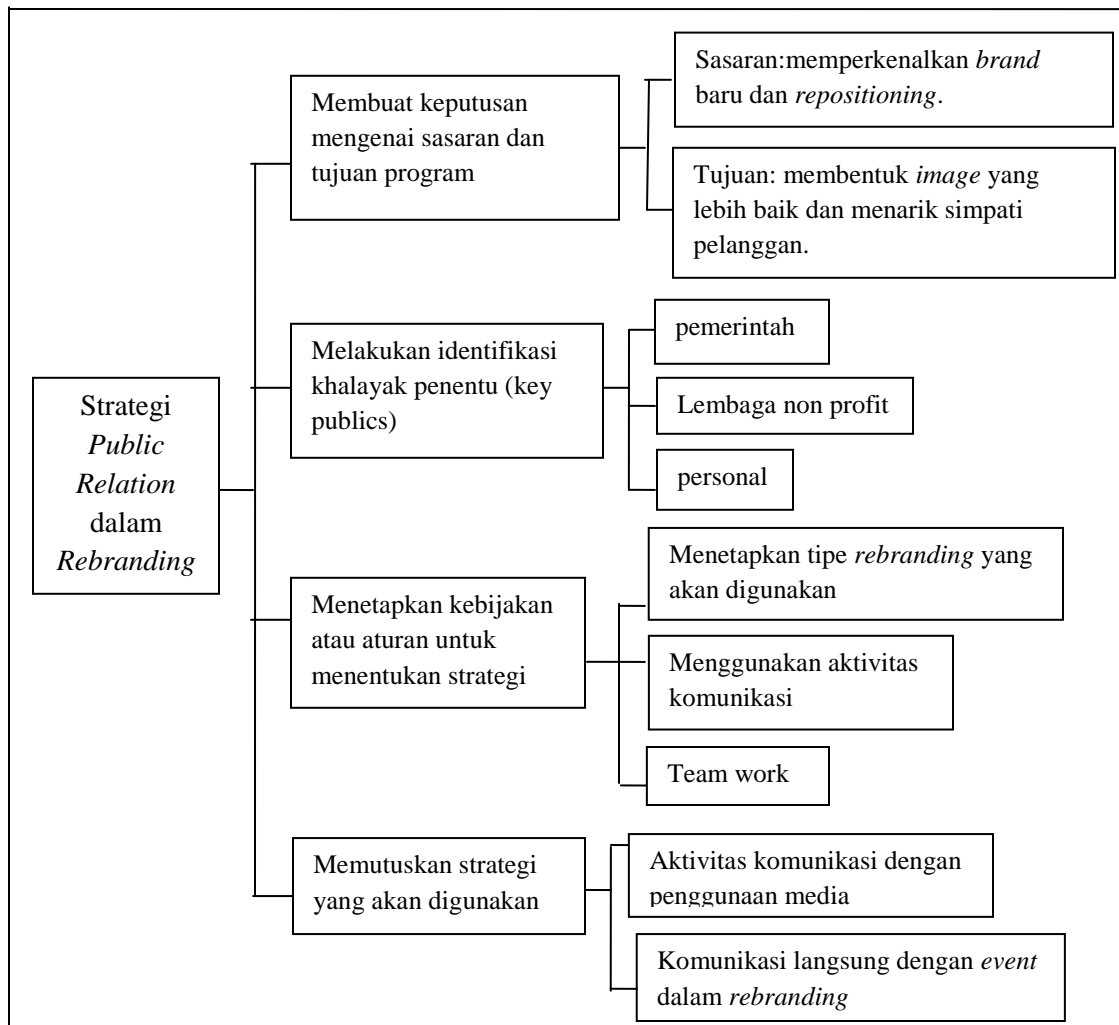 Strategi
Public
Relation
dalam
Rebranding
Membuat keputusan
mengenai sasaran dan
tujuan program
Sasaran:memperkenalkan brand
baru dan repositioning.
Tujuan: membentuk image yang
lebih baik dan menarik simpati
pelanggan.
Melakukan identifikasi
khalayak penentu (key
publics)
pemerintah
Lembaga non profit
personal
Menetapkan kebijakan
atau aturan untuk
menentukan strategi
Menetapkan tipe rebranding yang
akan digunakan
Menggunakan aktivitas
komunikasi
Team work
Memutuskan strategi
yang akan digunakan
Aktivitas komunikasi dengan
penggunaan media
Komunikasi langsung dengan event
dalam rebranding